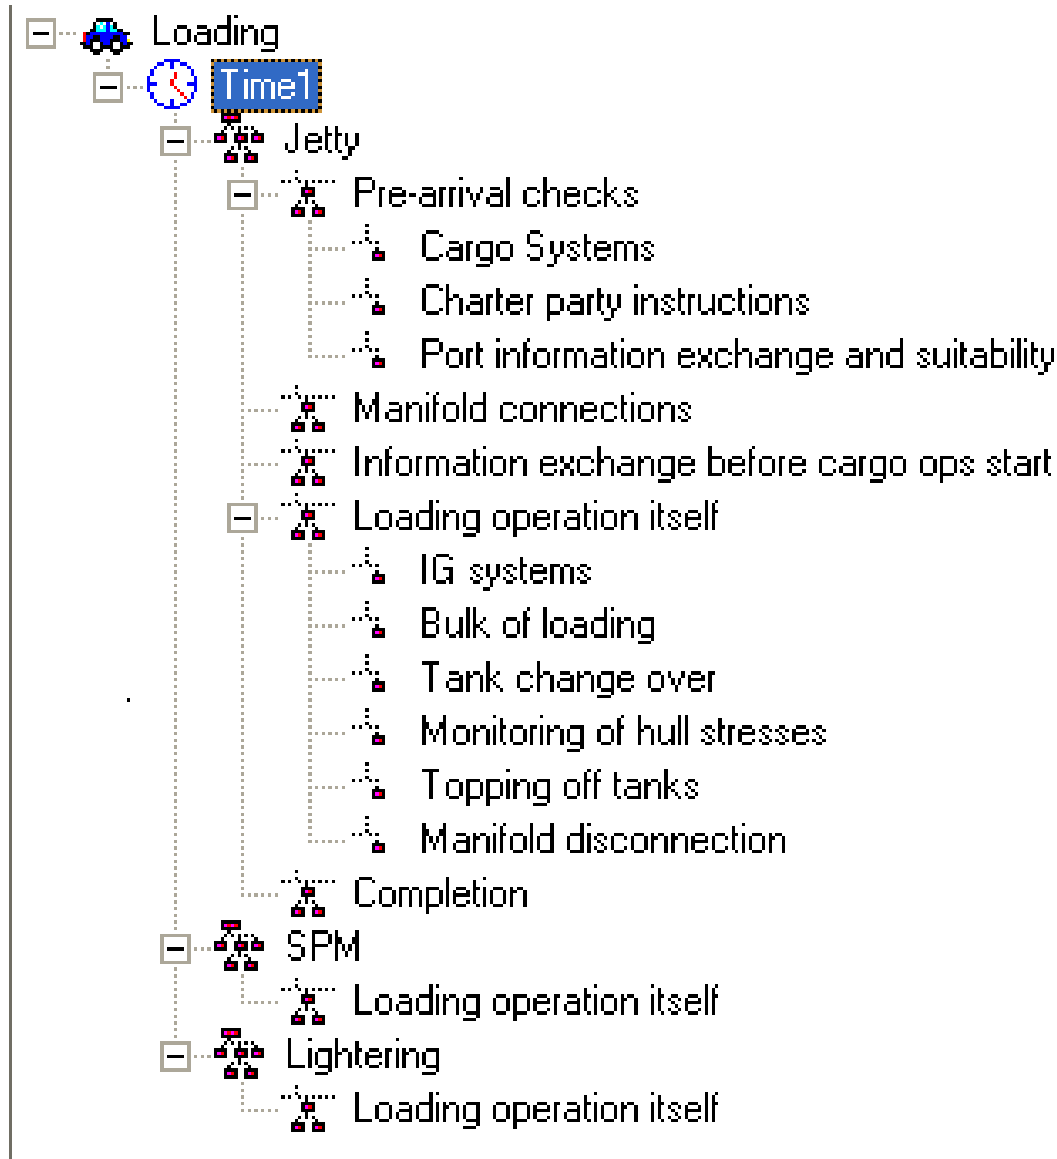 Loading
Time1
Jetty
Pre-arrival checks
Cargo Systems
Charter party instructions
Port information exchange and suitability
Manifold connections
Information exchange before cargo ops start
Loading operation itself
IG systems
Bulk of loading
Tank change over
Monitoring of hull stresses
Topping off tanks
Manifold disconnection
Completion
SPM
Loading operation itself
Lightering
Loading operation itself